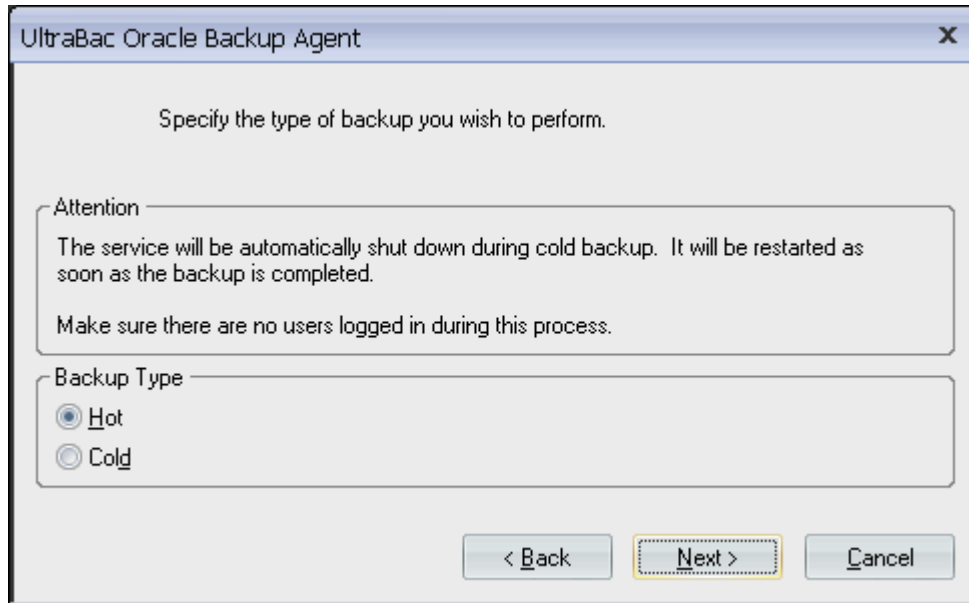 UltraBac Oracle Backup Agent
x
Specify the type of backup you wish to perform.
Attention
The service will be automatically shut down during cold backup.  It will be restarted as
soon as the backup is completed.
Make sure there are no users logged in during this process.
Backup Type
Hot
Cold
< Back
Next >
Cancel